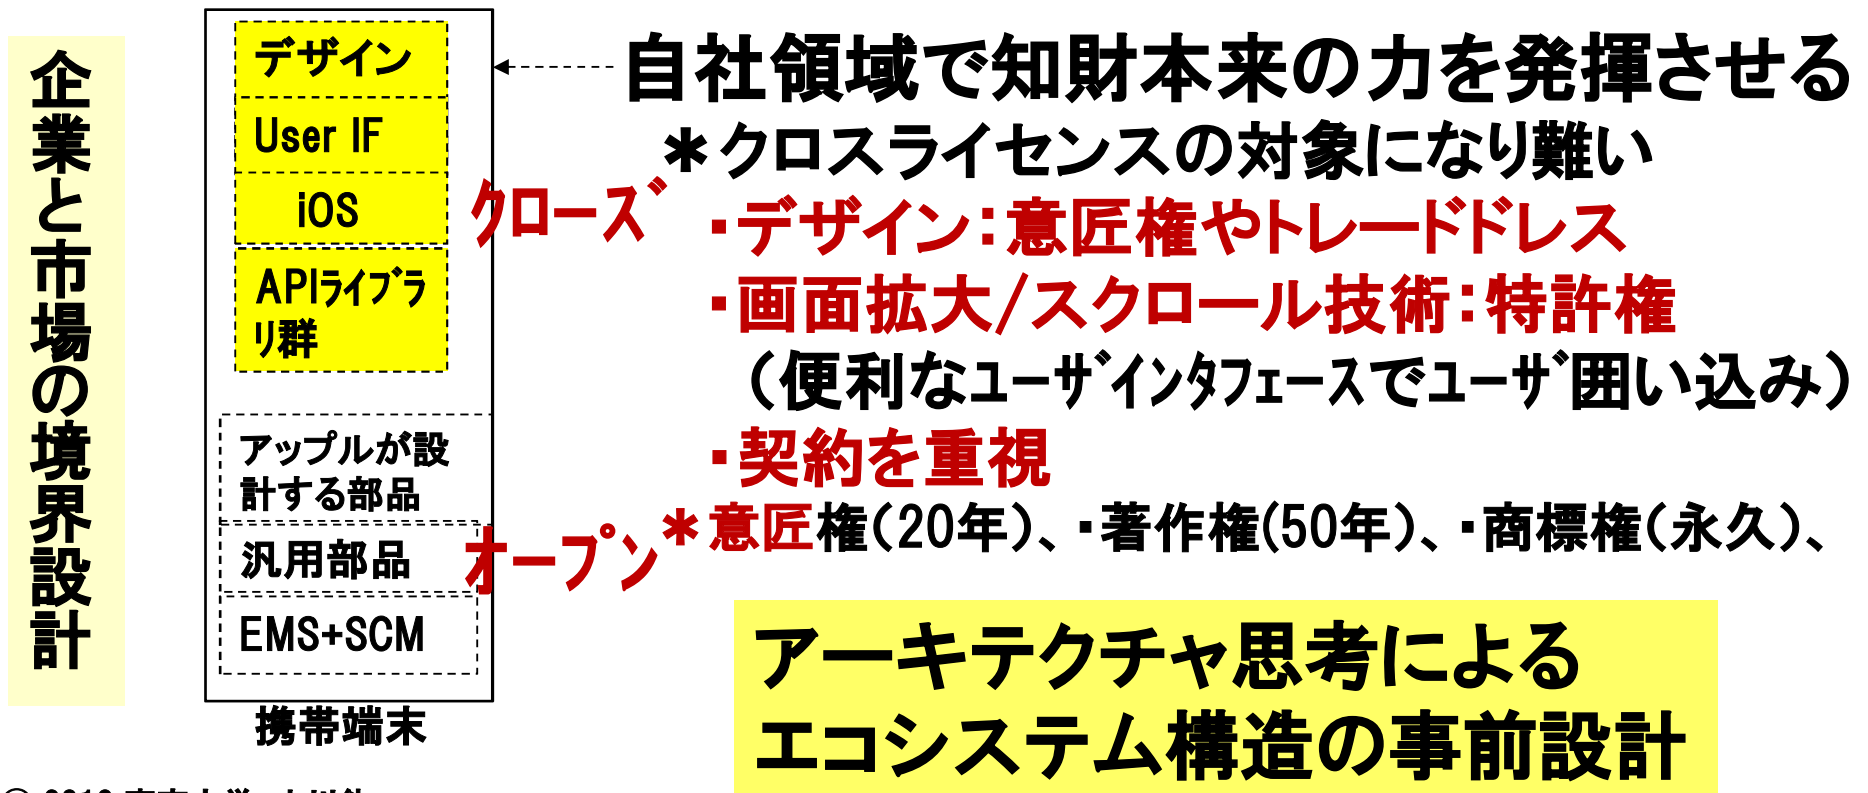 企業と市場の境界設計
デザイン
User IF
iOS
APIライブラ
リ群
アップルが設
計する部品
汎用部品
EMS+SCM
携帯端末
クローズ
オープン
自社領域で知財本来の力を発揮させる
＊クロスライセンスの対象になり難い
・デザイン：意匠権やトレードドレス
・画面拡大/スクロール技術：特許権
（便利なユーザインタフェースでユーザ囲い込み）
・契約を重視
＊意匠権（20年）、・著作権(50年）、・商標権（永久）、
アーキテクチャ思考による
エコシステム構造の事前設計